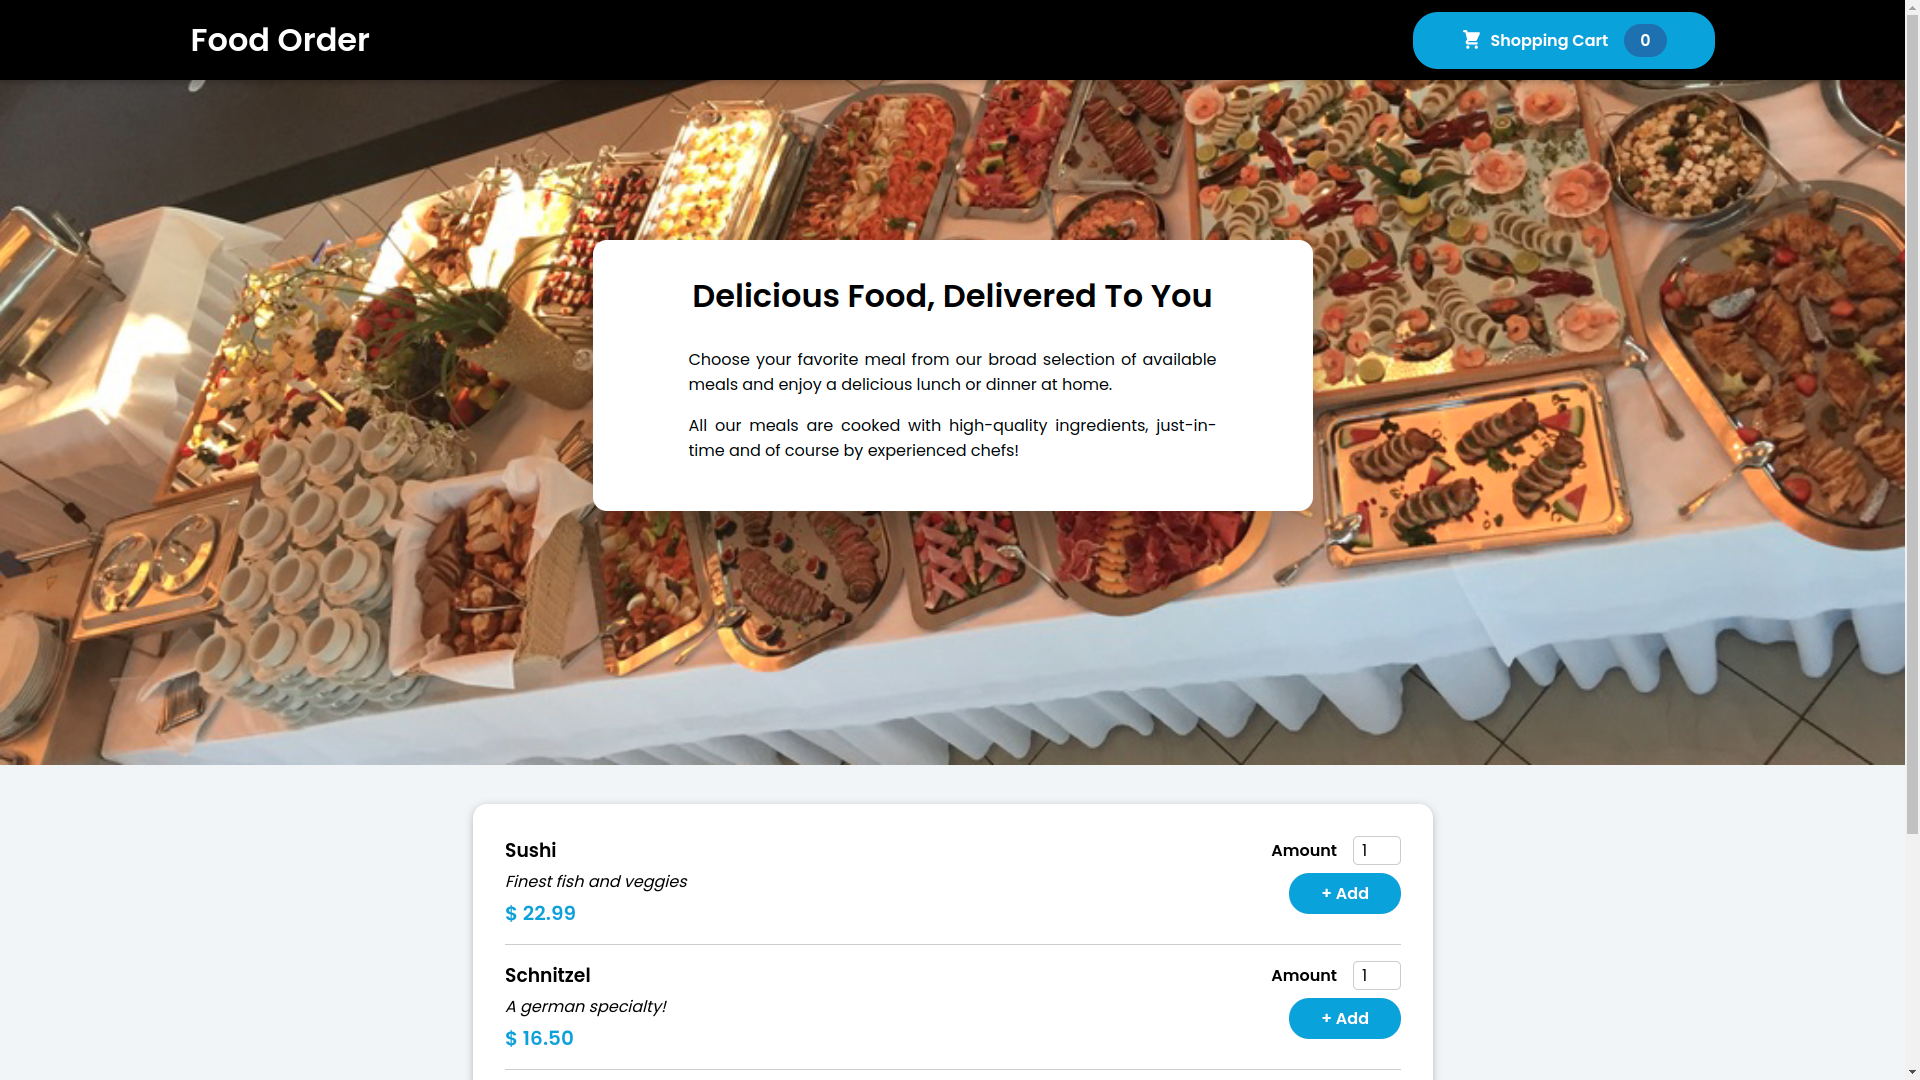 Food Order
Shopping Cart 0
Delicious Food, Delivered To You
Choose your favorite meal from our broad selection of available
meals and enjoy a delicious lunch or dinner at home.
All our meals are cooked with high-quality ingredients, just-in-
time and of course by experienced chefs!
Sushi
Amount 1
Finest fish and veggies
+ Add
$ 22.99
Schnitzel
Amount 1
A german specialty!
+ Add
$ 16.50